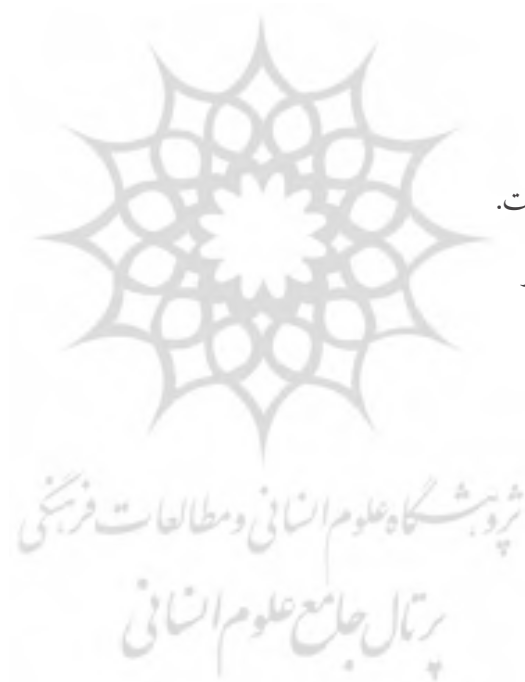 ت.
پژوهشگاه علوم انسانی و مطالعات فرهنگی
پرتال جامع علوم انسانی